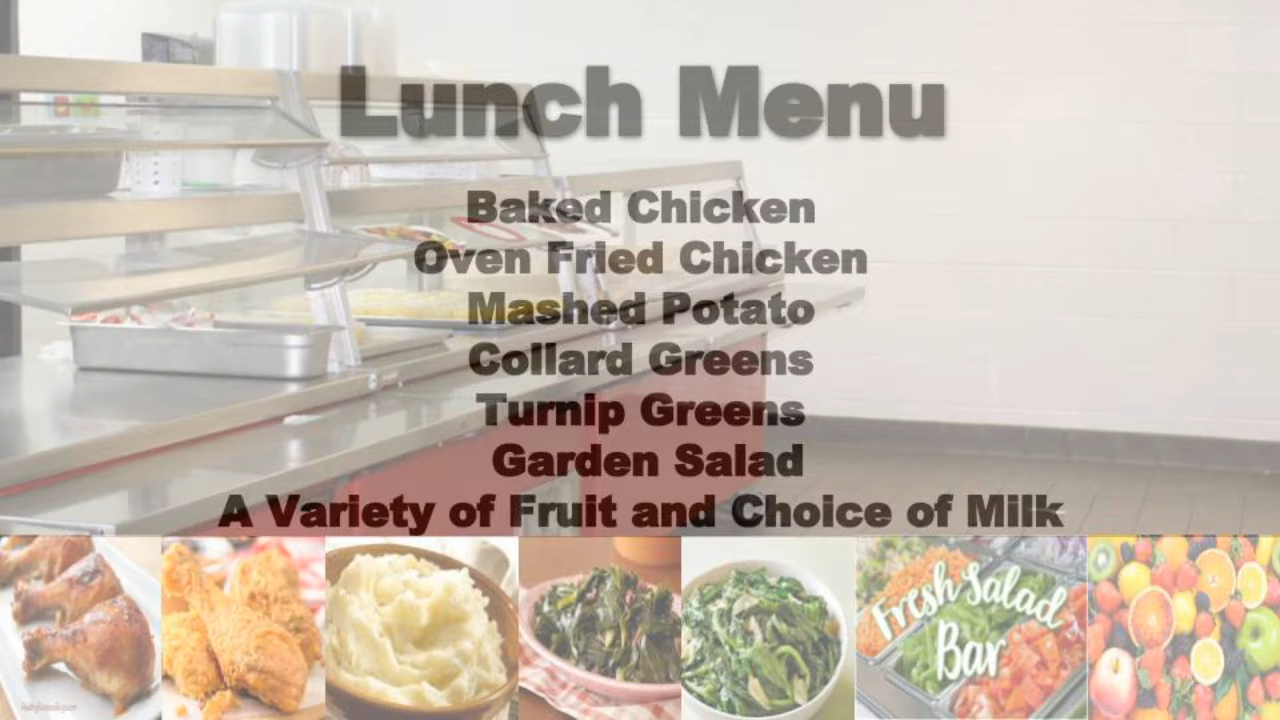 Lunch Menu
Baked Chicken
Oven Fried Chicken
Mashed Potato
Collard Greens
Turnip Greens
Garden Salad
A Variety of Fruit and Choice of Milk
Fresh Salad
Bar